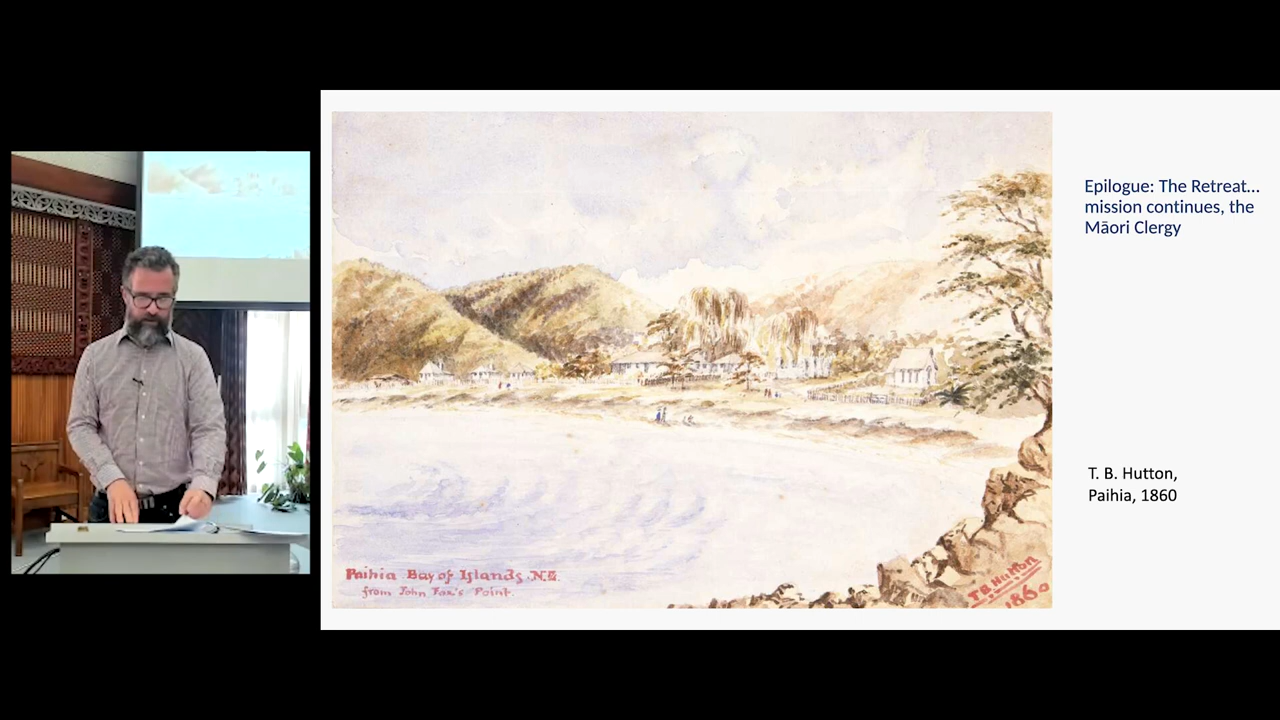 Epilogue: The Retreat...
mission continues, the
Māori Clergy
T. B. Hutton,
Paihia, 1860
Paihia Bay of Islands N.Z.
from John Fox's Point.
T B Hutton
1860